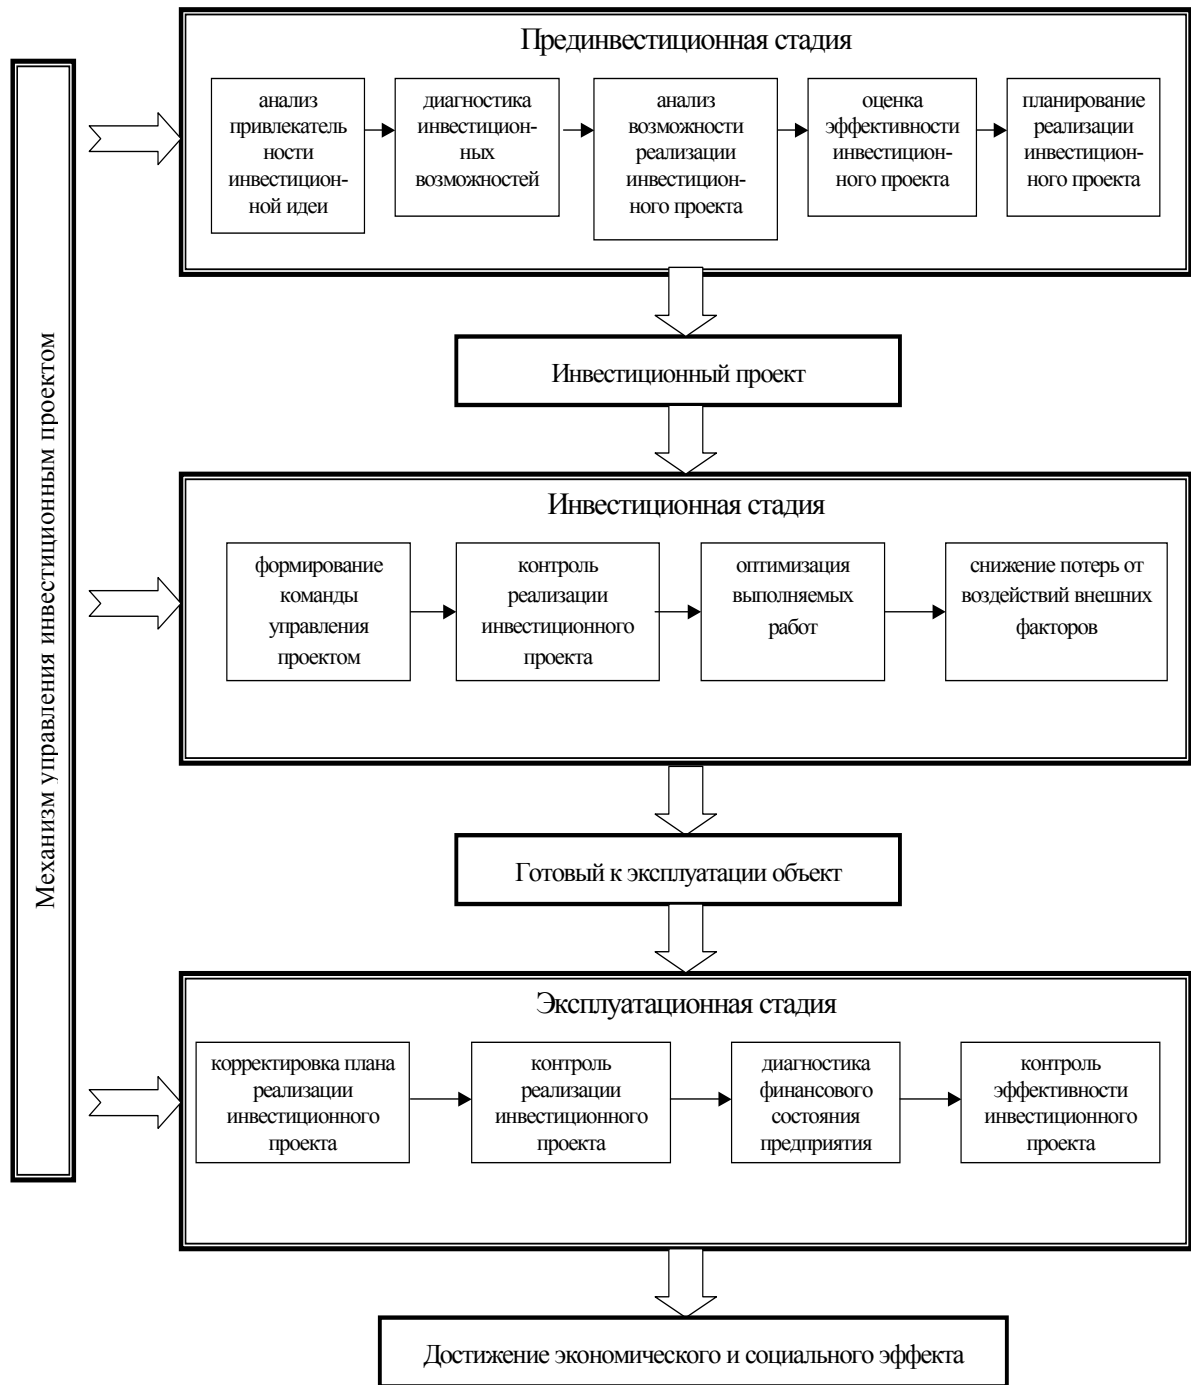 Механизм управления инвестиционным проектом
Прединвестиционная стадия
анализ
привлекатель
ности
инвестицион-
ной идеи
диагностика
инвестицион-
ных
возможностей
анализ
возможности
реализации
инвестицион-
ного проекта
оценка
эффективности
инвестицион-
ного проекта
планирование
реализации
инвестицион-
ного проекта
Инвестиционный проект
Инвестиционная стадия
формирование
команды
управления
проектом
контроль
реализации
инвестиционного
проекта
оптимизация
выполняемых
работ
снижение потерь от
воздействий внешних
факторов
Готовый к эксплуатации объект
Эксплуатационная стадия
корректировка плана
реализации
инвестиционного
проекта
контроль
реализации
инвестиционного
проекта
диагностика
финансового
состояния
предприятия
контроль
эффективности
инвестиционного
проекта
Достижение экономического и социального эффекта